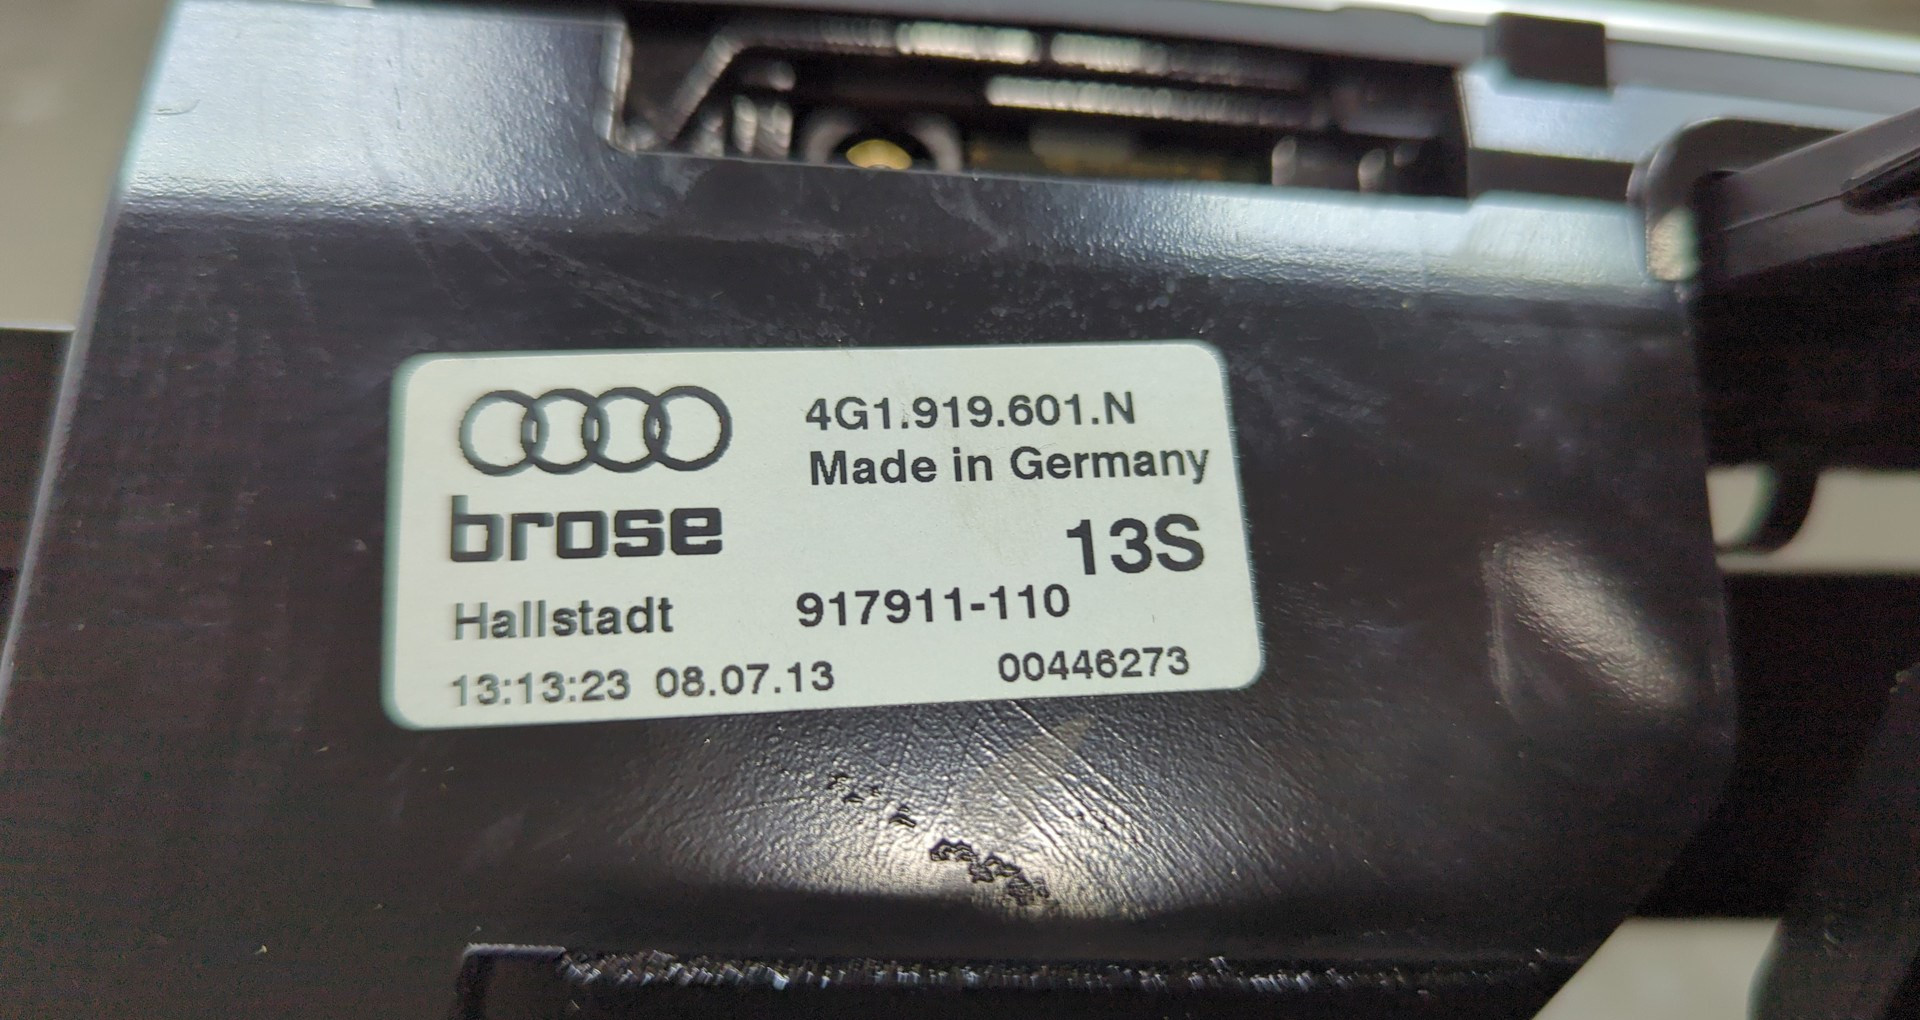 4G1.919.601.N
Made in Germany
brose
13S
Hallstadt 917911-110
13:13:23 08.07.13 00446273